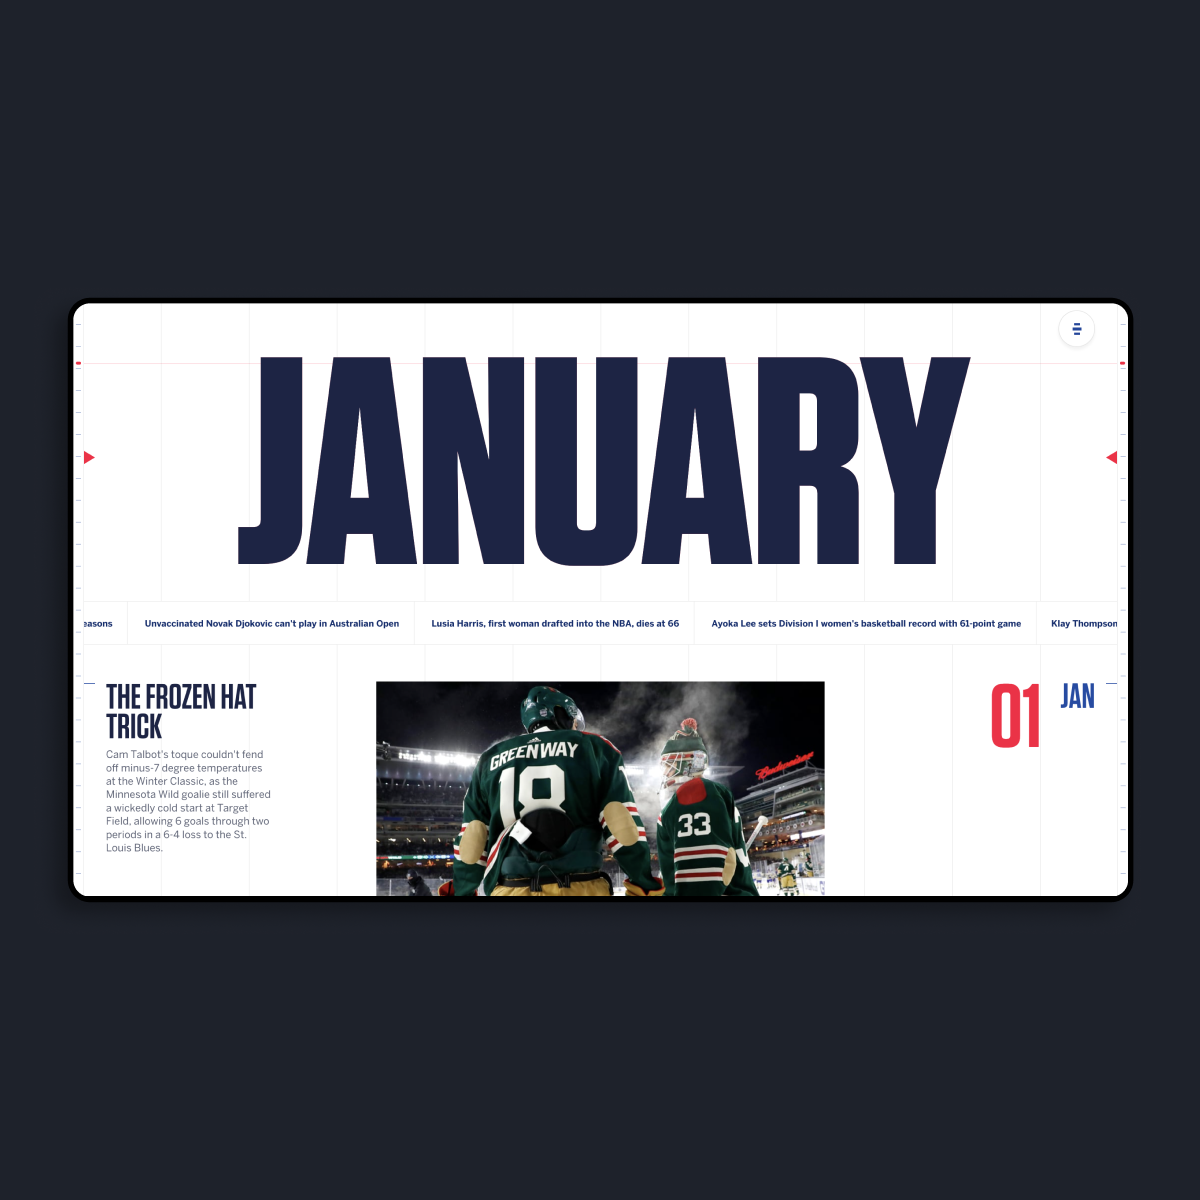 JANUARY
easons
Unvaccinated Novak Djokovic can't play in Australian Open
Lusia Harris, first woman drafted into the NBA, dies at 66
Ayoka Lee sets Division I women's basketball record with 61-point game
Klay Thompson
THE FROZEN HAT
TRICK
Cam Talbot's toque couldn't fend
off minus-7 degree temperatures
at the Winter Classic, as the
Minnesota Wild goalie still suffered
a wickedly cold start at Target
Field, allowing 6 goals through two
periods in a 6-4 loss to the St.
Louis Blues.
GREENWAY
18
33
Budweiser
01
JAN